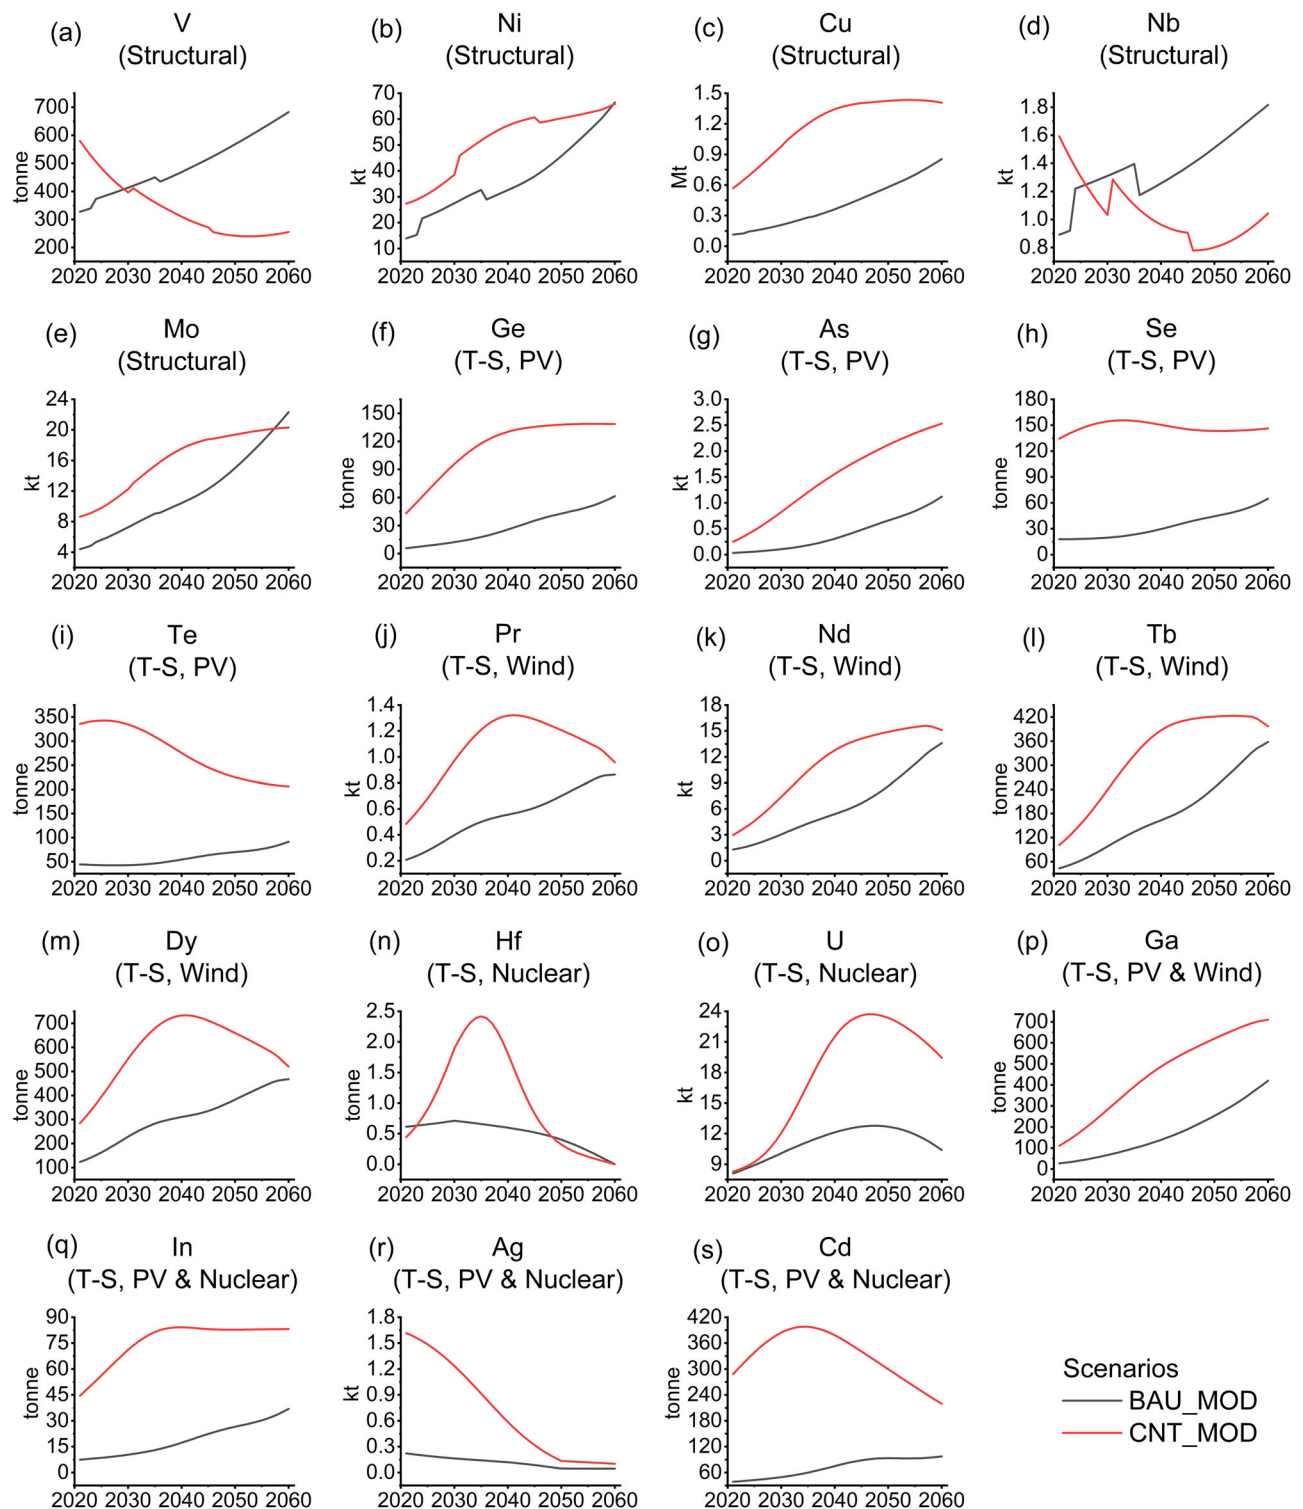 (a) V
(Structural)
tonne
700
600
500
400
300
200
2020 2030 2040 2050 2060
(b) Ni
(Structural)
kt
70
60
50
40
30
20
10
2020 2030 2040 2050 2060
(c) Cu
(Structural)
Mt
1.5
1.2
0.9
0.6
0.3
0.0
2020 2030 2040 2050 2060
(d) Nb
(Structural)
kt
1.8
1.6
1.4
1.2
1.0
0.8
2020 2030 2040 2050 2060
(e) Mo
(Structural)
kt
24
20
16
12
8
4
2020 2030 2040 2050 2060
(f) Ge
(T-S, PV)
tonne
150
120
90
60
30
0
2020 2030 2040 2050 2060
(g) As
(T-S, PV)
kt
3.0
2.5
2.0
1.5
1.0
0.5
0.0
2020 2030 2040 2050 2060
(h) Se
(T-S, PV)
tonne
180
150
120
90
60
30
0
2020 2030 2040 2050 2060
(i) Te
(T-S, PV)
tonne
350
300
250
200
150
100
50
2020 2030 2040 2050 2060
(j) Pr
(T-S, Wind)
kt
1.4
1.2
1.0
0.8
0.6
0.4
0.2
2020 2030 2040 2050 2060
(k) Nd
(T-S, Wind)
kt
18
15
12
9
6
3
0
2020 2030 2040 2050 2060
(l) Tb
(T-S, Wind)
tonne
420
360
300
240
180
120
60
2020 2030 2040 2050 2060
(m) Dy
(T-S, Wind)
tonne
700
600
500
400
300
200
100
2020 2030 2040 2050 2060
(n) Hf
(T-S, Nuclear)
tonne
2.5
2.0
1.5
1.0
0.5
0.0
2020 2030 2040 2050 2060
(o) U
(T-S, Nuclear)
kt
24
21
18
15
12
9
2020 2030 2040 2050 2060
(p) Ga
(T-S, PV & Wind)
tonne
700
600
500
400
300
200
100
0
2020 2030 2040 2050 2060
(q) In
(T-S, PV & Nuclear)
tonne
90
75
60
45
30
15
0
2020 2030 2040 2050 2060
(r) Ag
(T-S, PV & Nuclear)
kt
1.8
1.5
1.2
0.9
0.6
0.3
0.0
2020 2030 2040 2050 2060
(s) Cd
(T-S, PV & Nuclear)
tonne
420
360
300
240
180
120
60
2020 2030 2040 2050 2060
Scenarios
BAU_MOD
CNT_MOD